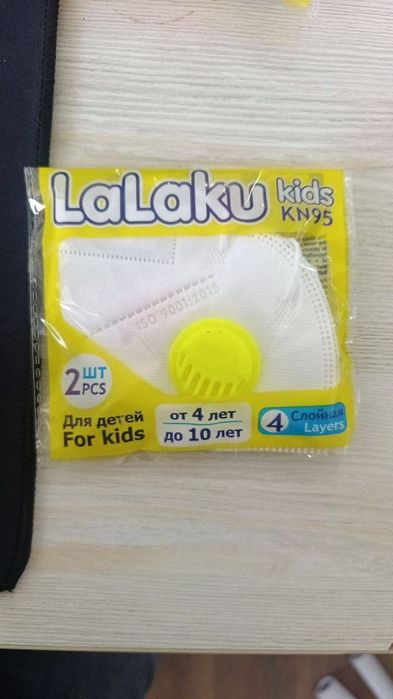 LaLaku kids
KN95
ISO 9001:2015
2 ШТ
PCS
Для детей
For kids
от 4 лет
до 10 лет
4 Слойная
Layers